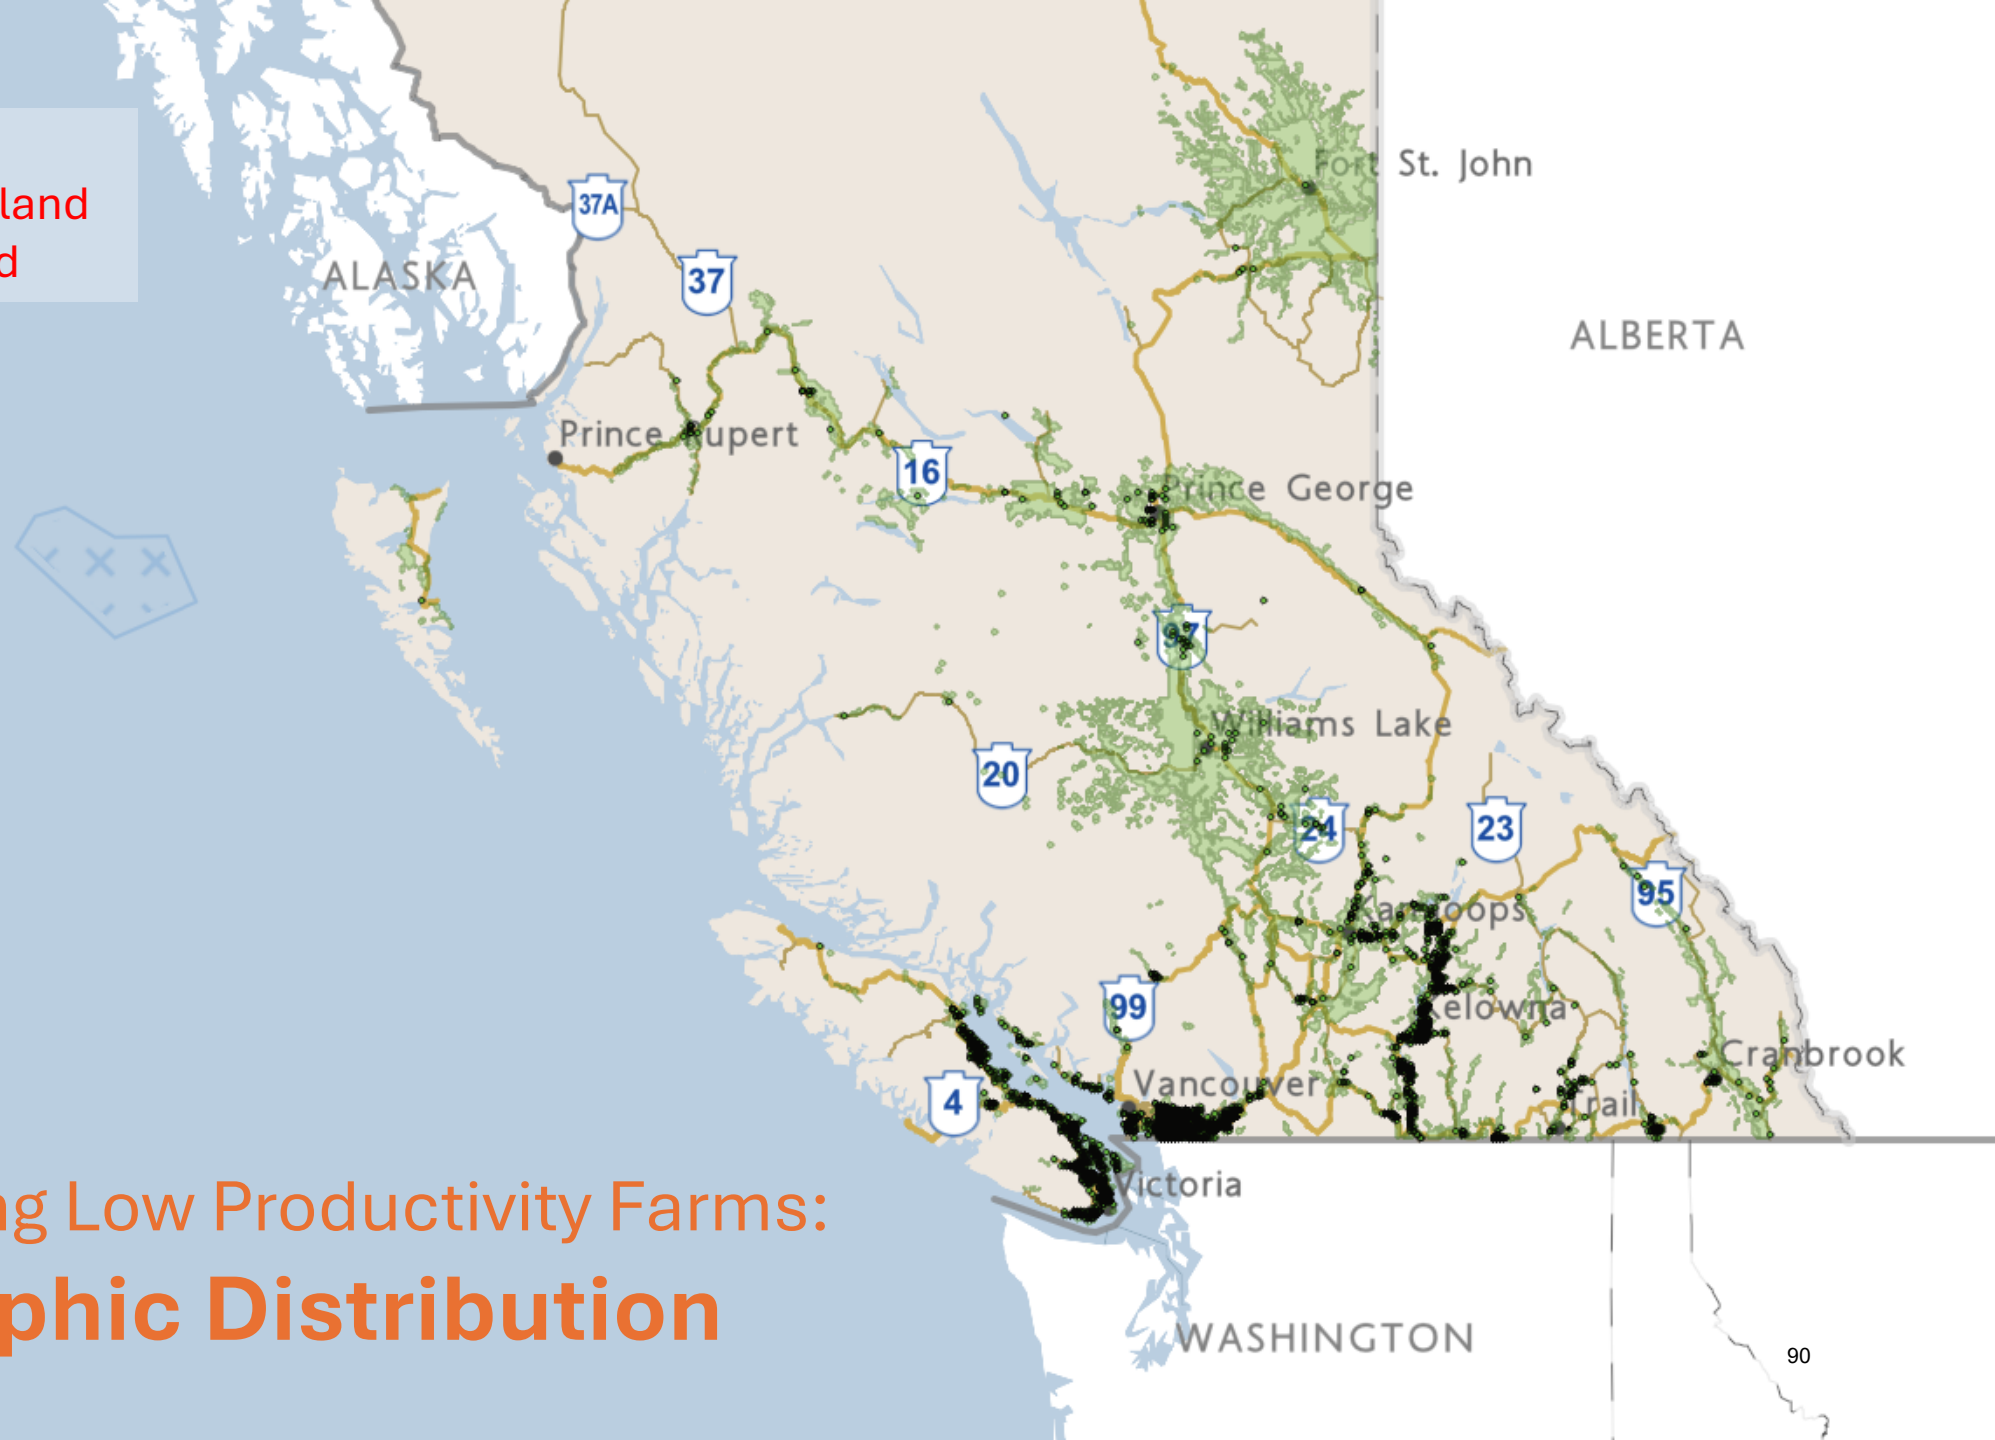 Fort St. John
37A
land
d
ALASKA
37
ALBERTA
Prince Rupert
16
Prince George
97
Williams Lake
20
24
23
95
Kamloops
99
Kelowna
Cranbrook
Vancouver
4
Trail
Victoria
ng Low Productivity Farms:
phic Distribution
WASHINGTON
90